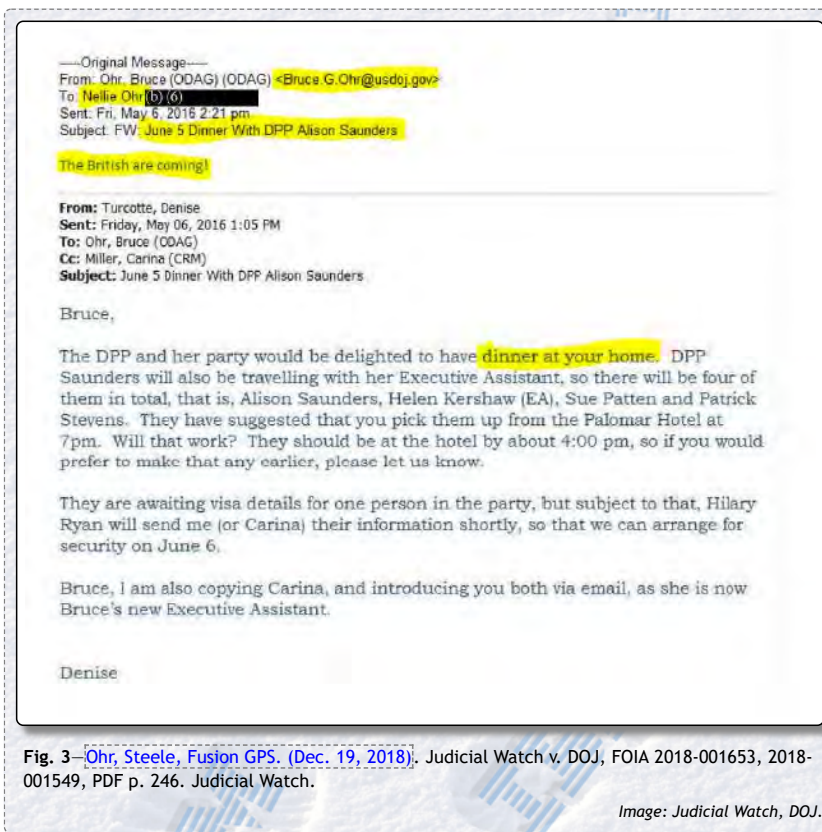 -----Original Message-----
From: Ohr, Bruce (ODAG) (ODAG) <Bruce.G.Ohr@usdoj.gov>
To: Nellie Ohr (b) (6)
Sent: Fri, May 6, 2016 2:21 pm
Subject: FW: June 5 Dinner With DPP Alison Saunders
The British are coming!
From: Turcotte, Denise
Sent: Friday, May 06, 2016 1:05 PM
To: Ohr, Bruce (ODAG)
Cc: Miller, Carina (CRM)
Subject: June 5 Dinner With DPP Alison Saunders
Bruce,
The DPP and her party would be delighted to have dinner at your home. DPP
Saunders will also be travelling with her Executive Assistant, so there will be four of
them in total, that is, Alison Saunders, Helen Kershaw (EA), Sue Patten and Patrick
Stevens. They have suggested that you pick them up from the Palomar Hotel at
7pm. Will that work? They should be at the hotel by about 4:00 pm, so if you would
prefer to make that any earlier, please let us know.
They are awaiting visa details for one person in the party, but subject to that, Hilary
Ryan will send me (or Carina) their information shortly, so that we can arrange for
security on June 6.
Bruce, I am also copying Carina, and introducing you both via email, as she is now
Bruce's new Executive Assistant.
Denise
Fig. 3—Ohr, Steele, Fusion GPS. (Dec. 19, 2018). Judicial Watch v. DOJ, FOIA 2018-001653, 2018-
001549, PDF p. 246. Judicial Watch.
Image: Judicial Watch, DOJ.